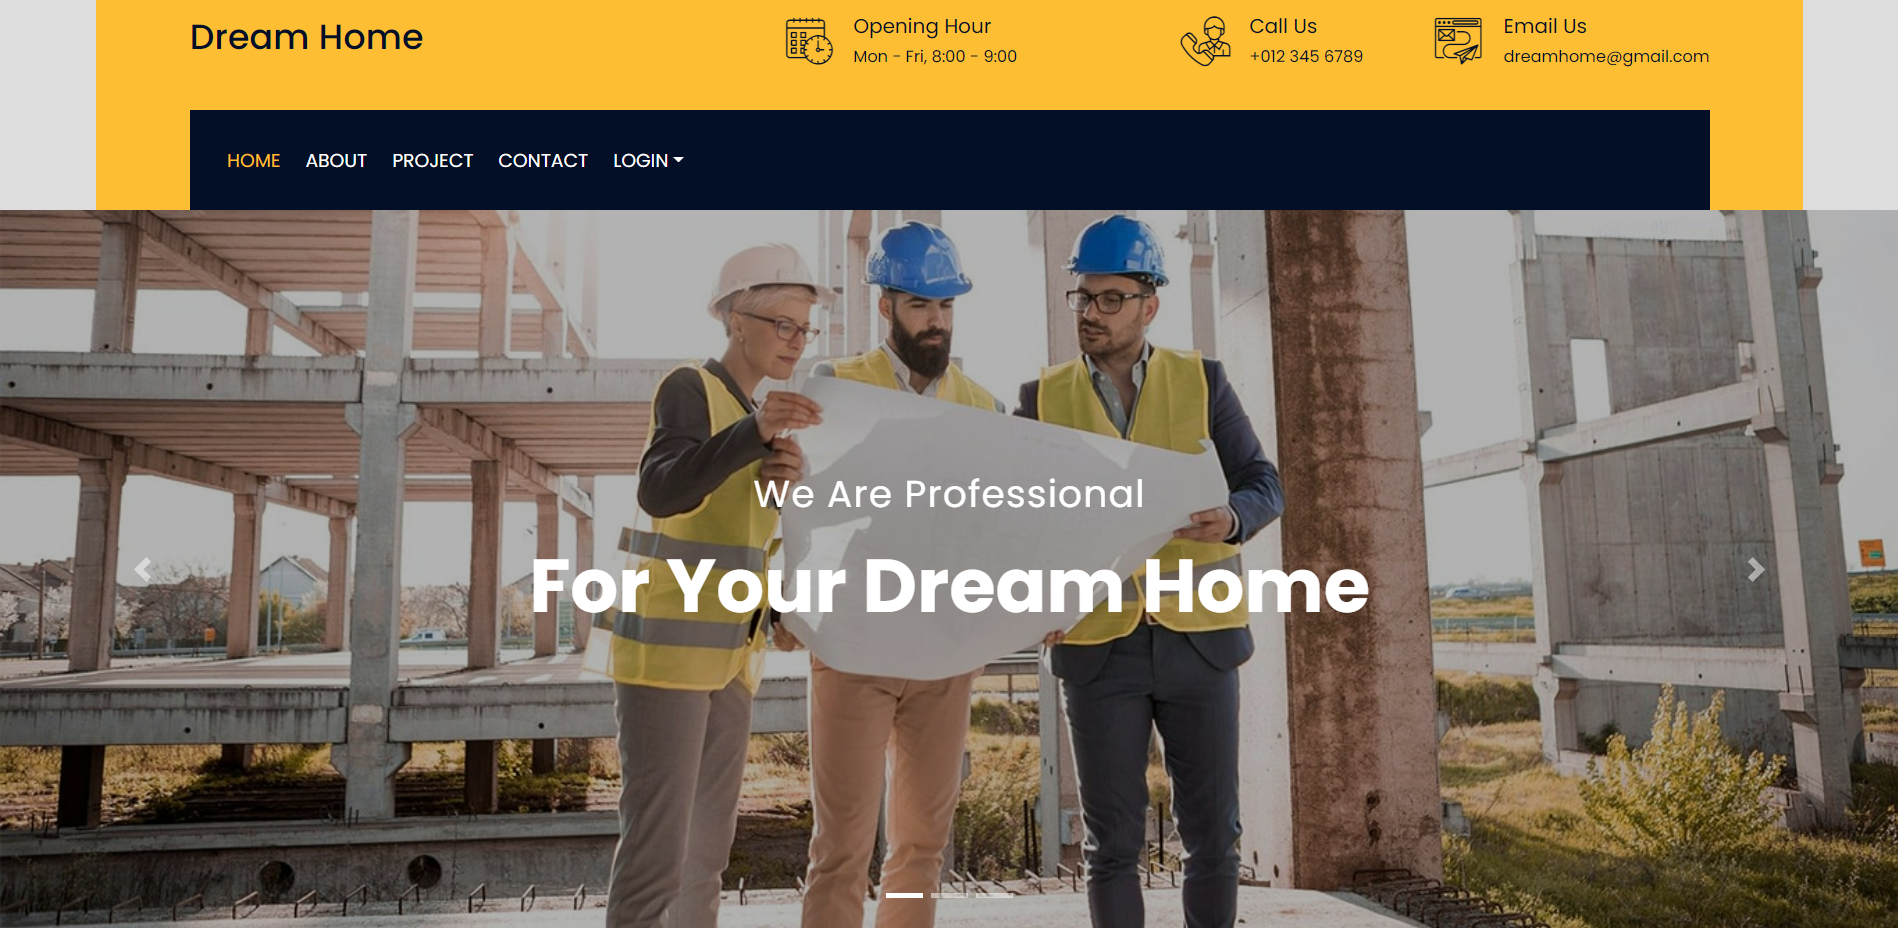 Dream Home
Opening Hour
Mon - Fri, 8:00 - 9:00
Call Us
+012 345 6789
Email Us
dreamhome@gmail.com
HOME ABOUT PROJECT CONTACT LOGIN
We Are Professional
For Your Dream Home